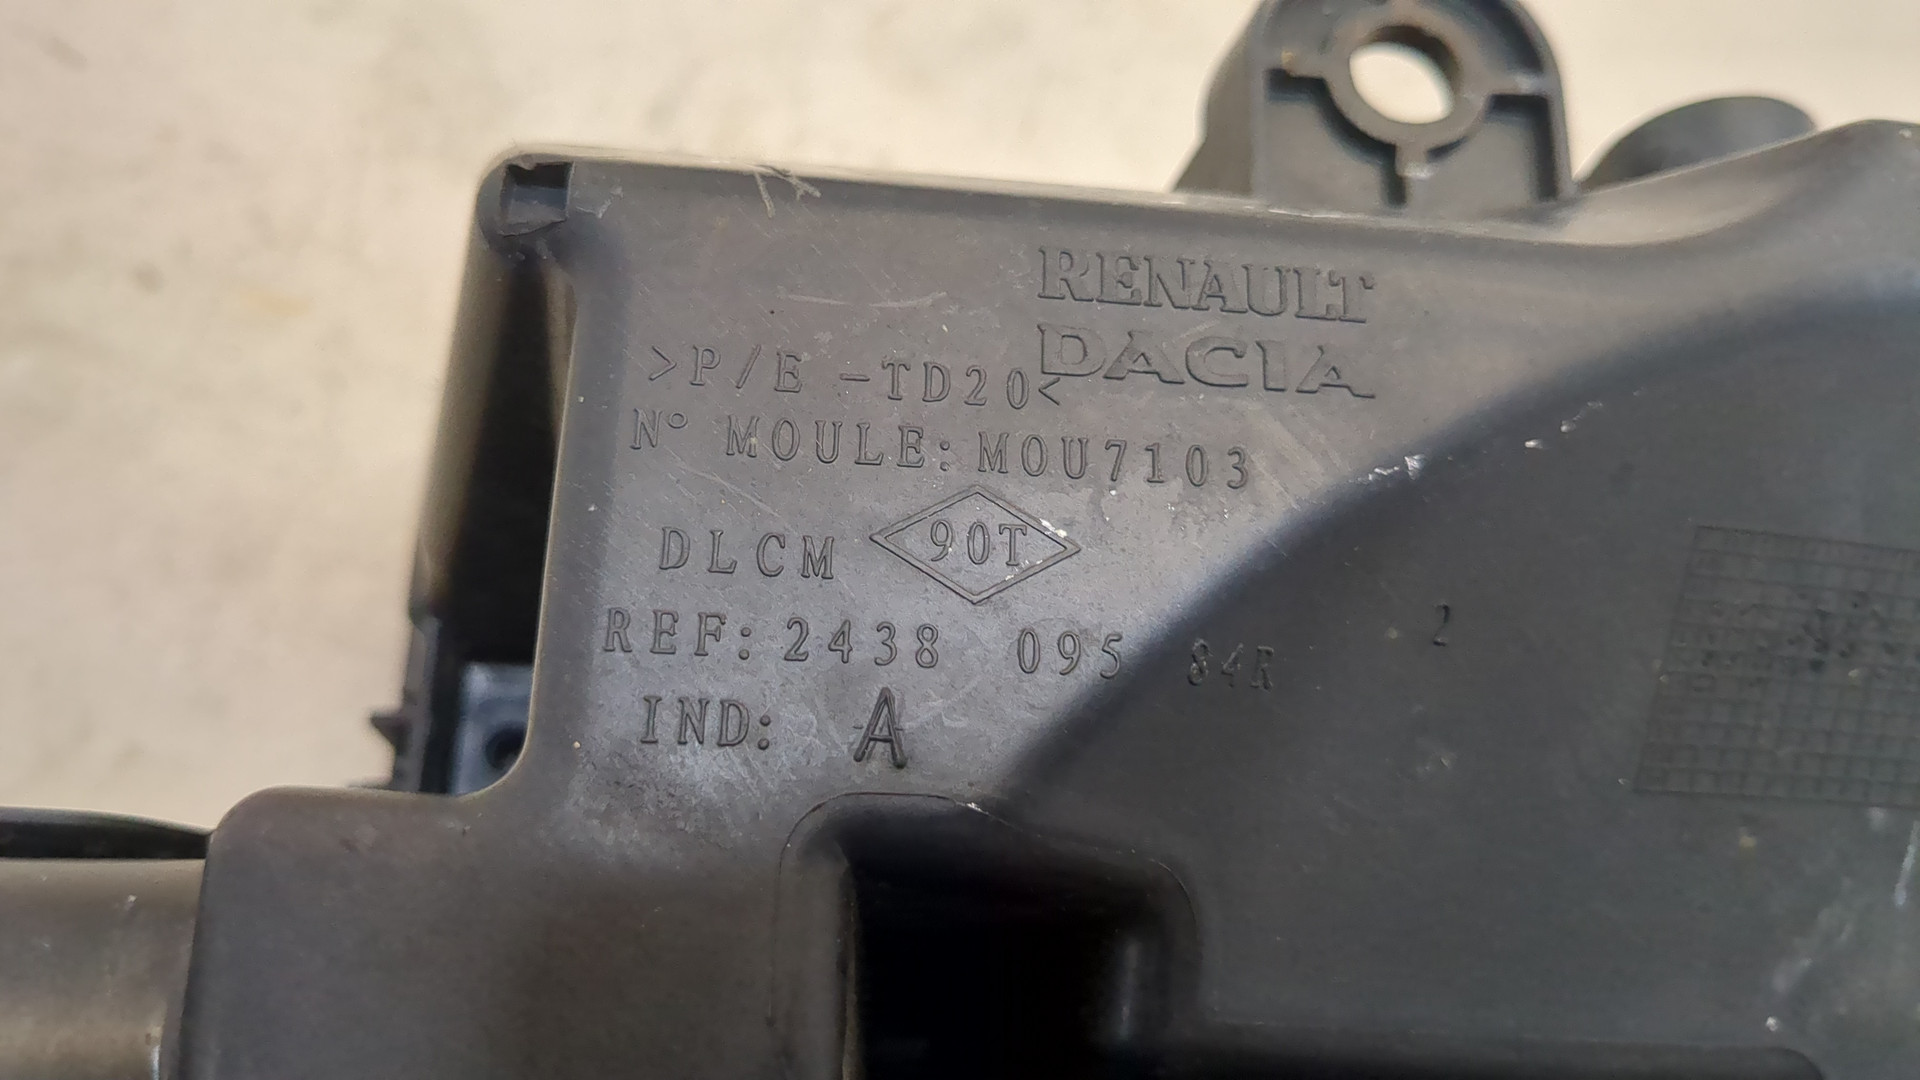 RENAULT
DACIA
>P/E -TD20<
N° MOULE: MOU7103
DLCM 90T
REF: 2438 095 84R 2
IND: A